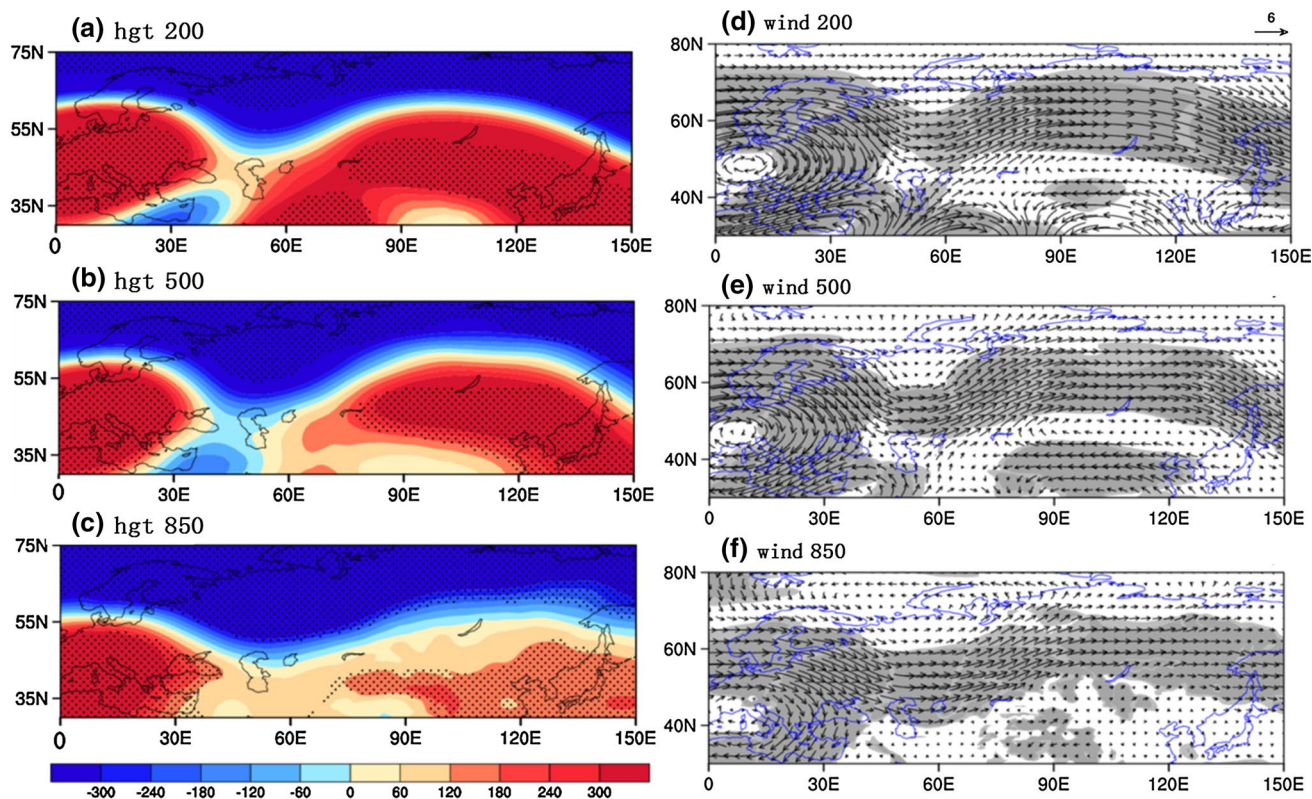 (a) hgt 200
75N
55N
35N
0 30E 60E 90E 120E 150E
(b) hgt 500
75N
55N
35N
0 30E 60E 90E 120E 150E
(c) hgt 850
75N
55N
35N
0 30E 60E 90E 120E 150E
-300 -240 -180 -120 -60 0 60 120 180 240 300
(d) wind 200
6
80N
60N
40N
0 30E 60E 90E 120E 150E
(e) wind 500
80N
60N
40N
0 30E 60E 90E 120E 150E
(f) wind 850
80N
60N
40N
0 30E 60E 90E 120E 150E